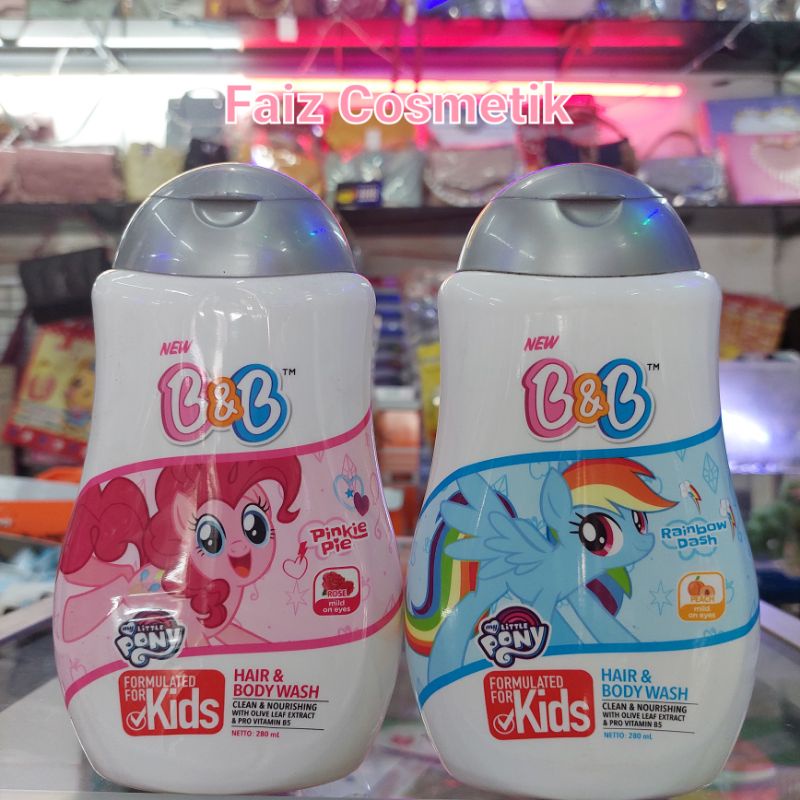 Faiz Cosmetik
NEW
B&B™
Pinkie
Pie
ROSE
mild
on eyes
my LITTLE
PONY
FORMULATED
FOR
Kids
HAIR &
BODY WASH
CLEAN & NOURISHING
WITH OLIVE LEAF EXTRACT
& PRO VITAMIN B5
NETTO: 280 mL
NEW
B&B™
Rainbow
Dash
PEACH
mild
on eyes
my LITTLE
PONY
FORMULATED
FOR
Kids
HAIR &
BODY WASH
CLEAN & NOURISHING
WITH OLIVE LEAF EXTRACT
& PRO VITAMIN B5
NETTO: 280 mL